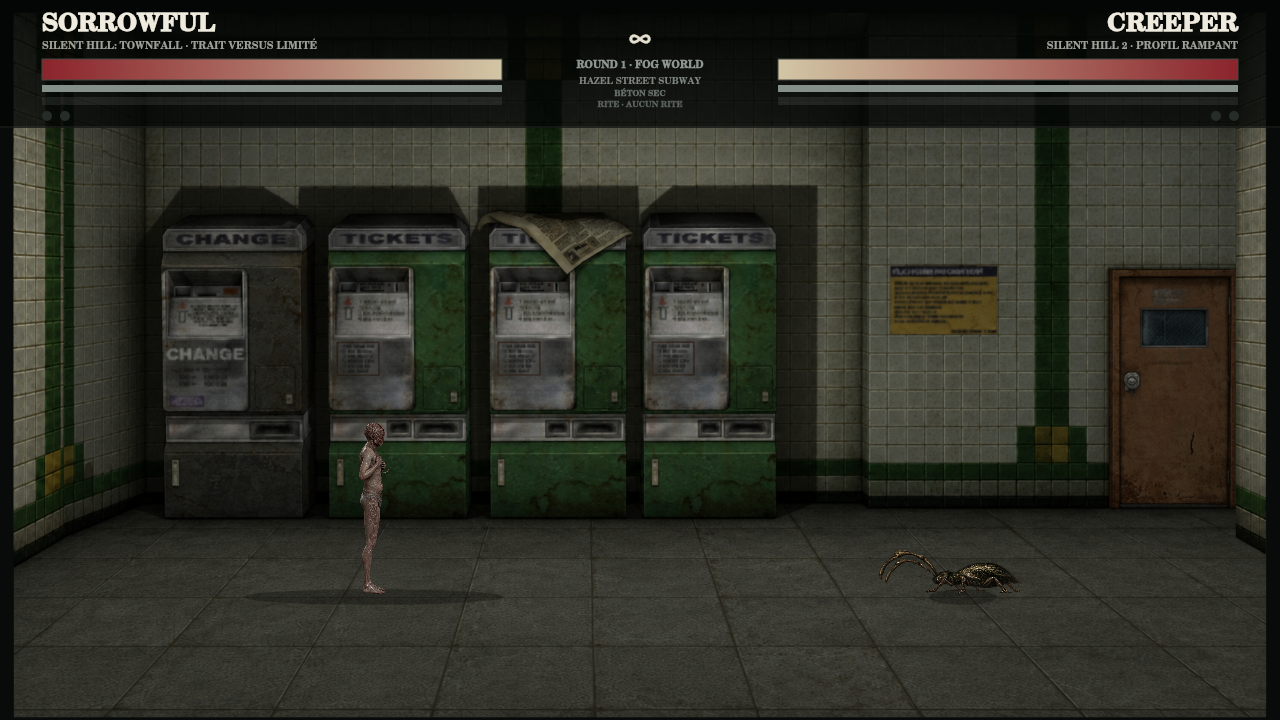 SORROWFUL
SILENT HILL: TOWNFALL · TRAIT VERSUS LIMITÉ
∞
ROUND 1 · FOG WORLD
HAZEL STREET SUBWAY
BÉTON SEC
RITE · AUCUN RITE
CREEPER
SILENT HILL 2 · PROFIL RAMPANT
CHANGE
TICKETS
TI
TICKETS
CHANGE